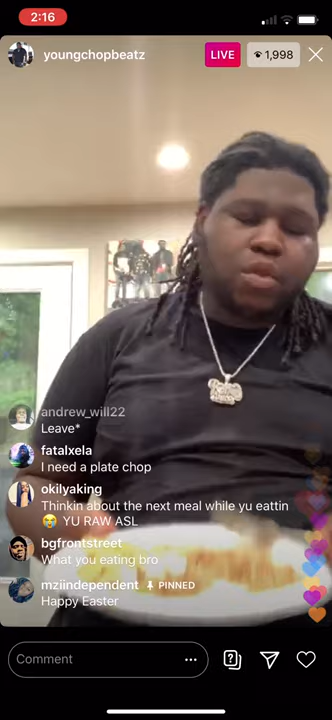 2:16
youngchopbeatz
LIVE
1,998
andrew_will22
Leave*
fatalxela
I need a plate chop
okilyaking
Thinkin about the next meal while yu eattin
😭 YU RAW ASL
bgfrontstreet
What you eating bro
mziindependent PINNED
Happy Easter
Comment